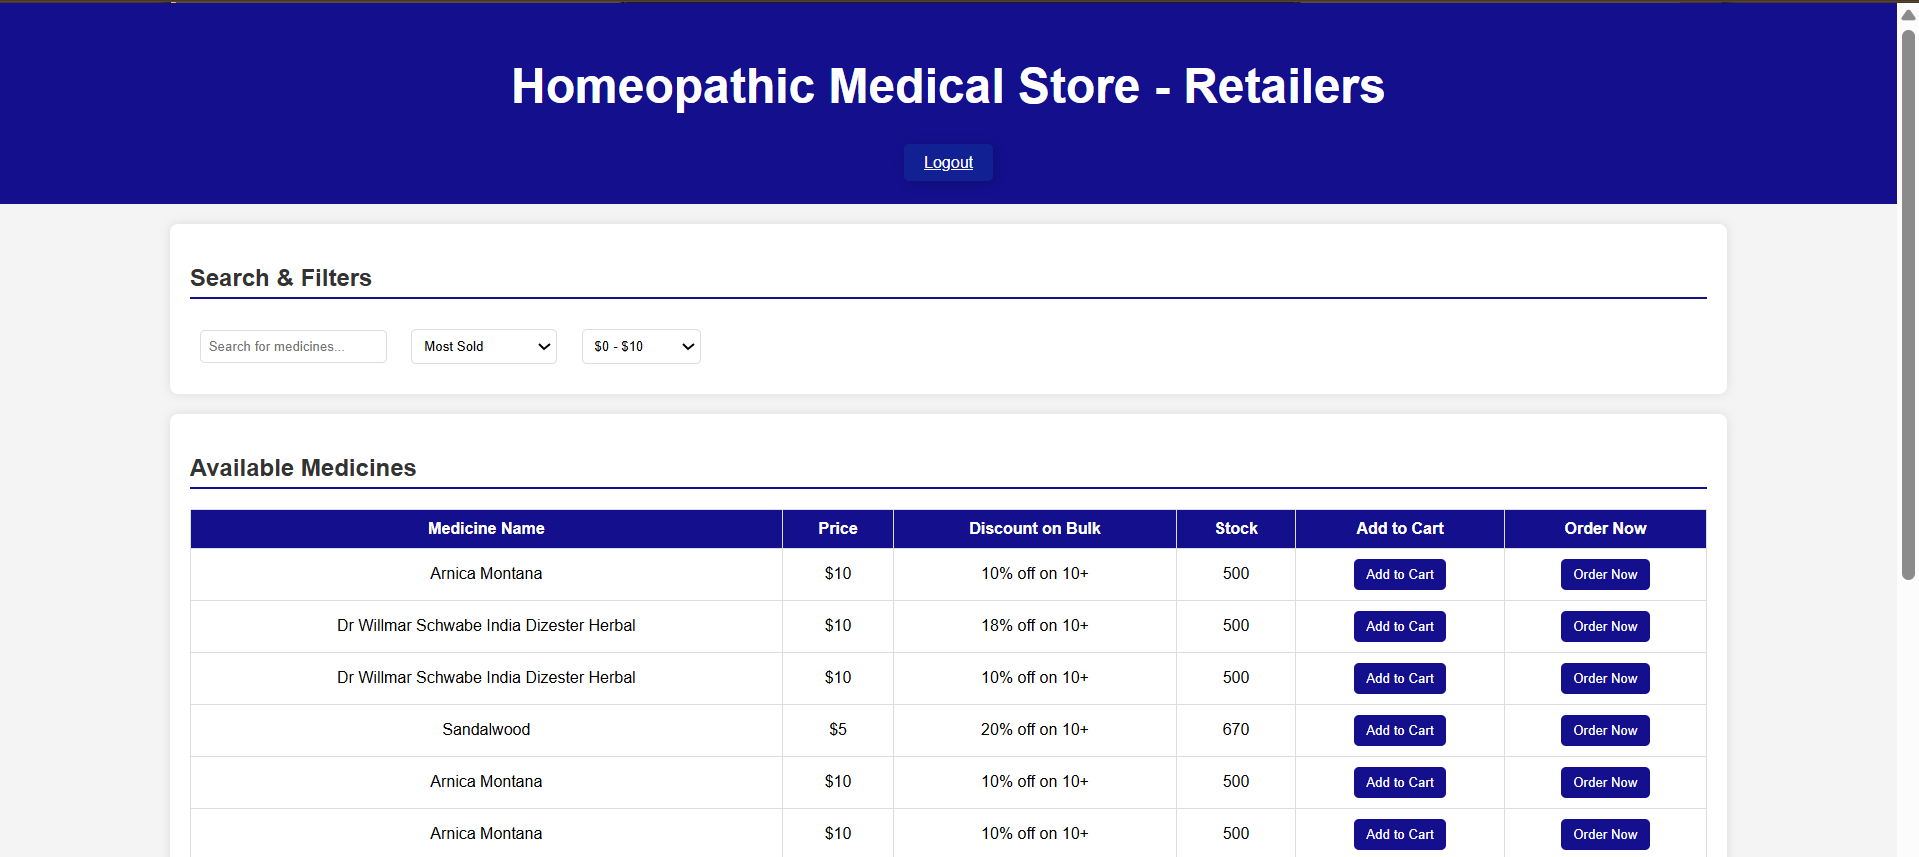 Homeopathic Medical Store - Retailers
Logout
Search & Filters
Search for medicines... Most Sold $0 - $10
Available Medicines
Medicine Name Price Discount on Bulk Stock Add to Cart Order Now
Arnica Montana $10 10% off on 10+ 500 Add to Cart Order Now
Dr Willmar Schwabe India Dizester Herbal $10 18% off on 10+ 500 Add to Cart Order Now
Dr Willmar Schwabe India Dizester Herbal $10 10% off on 10+ 500 Add to Cart Order Now
Sandalwood $5 20% off on 10+ 670 Add to Cart Order Now
Arnica Montana $10 10% off on 10+ 500 Add to Cart Order Now
Arnica Montana $10 10% off on 10+ 500 Add to Cart Order Now